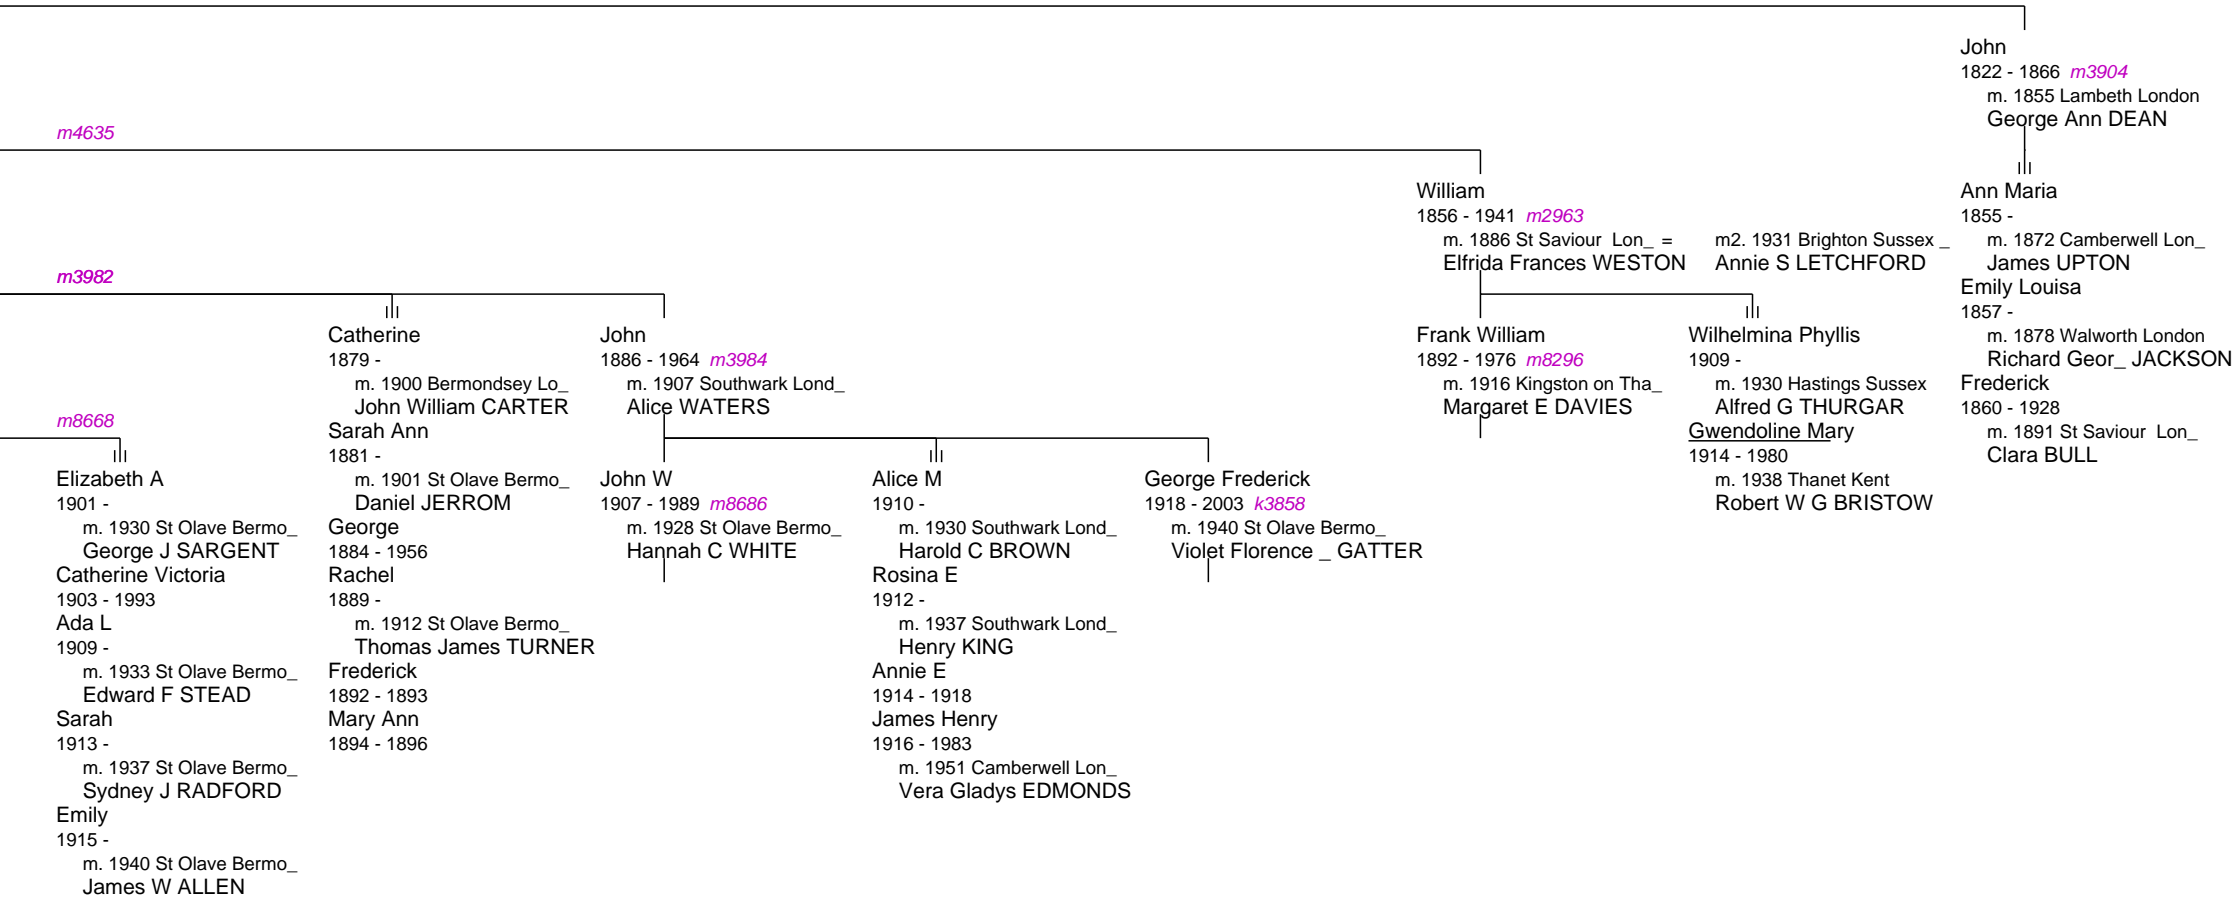 John
1822 - 1866 m3904
m. 1855 Lambeth London
George Ann DEAN
m4635
William
1856 - 1941 m2963
m. 1886 St Saviour Lon_ =
Elfrida Frances WESTON
m2. 1931 Brighton Sussex _
Annie S LETCHFORD
Ann Maria
1855 -
m. 1872 Camberwell Lon_
James UPTON
Emily Louisa
1857 -
m. 1878 Walworth London
Richard Geor_ JACKSON
Frederick
1860 - 1928
m. 1891 St Saviour Lon_
Clara BULL
m3982
Catherine
1879 -
m. 1900 Bermondsey Lo_
John William CARTER
Sarah Ann
1881 -
m. 1901 St Olave Bermo_
Daniel JERROM
George
1884 - 1956
Rachel
1889 -
m. 1912 St Olave Bermo_
Thomas James TURNER
Frederick
1892 - 1893
Mary Ann
1894 - 1896
John
1886 - 1964 m3984
m. 1907 Southwark Lond_
Alice WATERS
Frank William
1892 - 1976 m8296
m. 1916 Kingston on Tha_
Margaret E DAVIES
Wilhelmina Phyllis
1909 -
m. 1930 Hastings Sussex
Alfred G THURGAR
Gwendoline Mary
1914 - 1980
m. 1938 Thanet Kent
Robert W G BRISTOW
m8668
Elizabeth A
1901 -
m. 1930 St Olave Bermo_
George J SARGENT
Catherine Victoria
1903 - 1993
Ada L
1909 -
m. 1933 St Olave Bermo_
Edward F STEAD
Sarah
1913 -
m. 1937 St Olave Bermo_
Sydney J RADFORD
Emily
1915 -
m. 1940 St Olave Bermo_
James W ALLEN
John W
1907 - 1989 m8686
m. 1928 St Olave Bermo_
Hannah C WHITE
Alice M
1910 -
m. 1930 Southwark Lond_
Harold C BROWN
Rosina E
1912 -
m. 1937 Southwark Lond_
Henry KING
Annie E
1914 - 1918
James Henry
1916 - 1983
m. 1951 Camberwell Lon_
Vera Gladys EDMONDS
George Frederick
1918 - 2003 k3858
m. 1940 St Olave Bermo_
Violet Florence _ GATTER